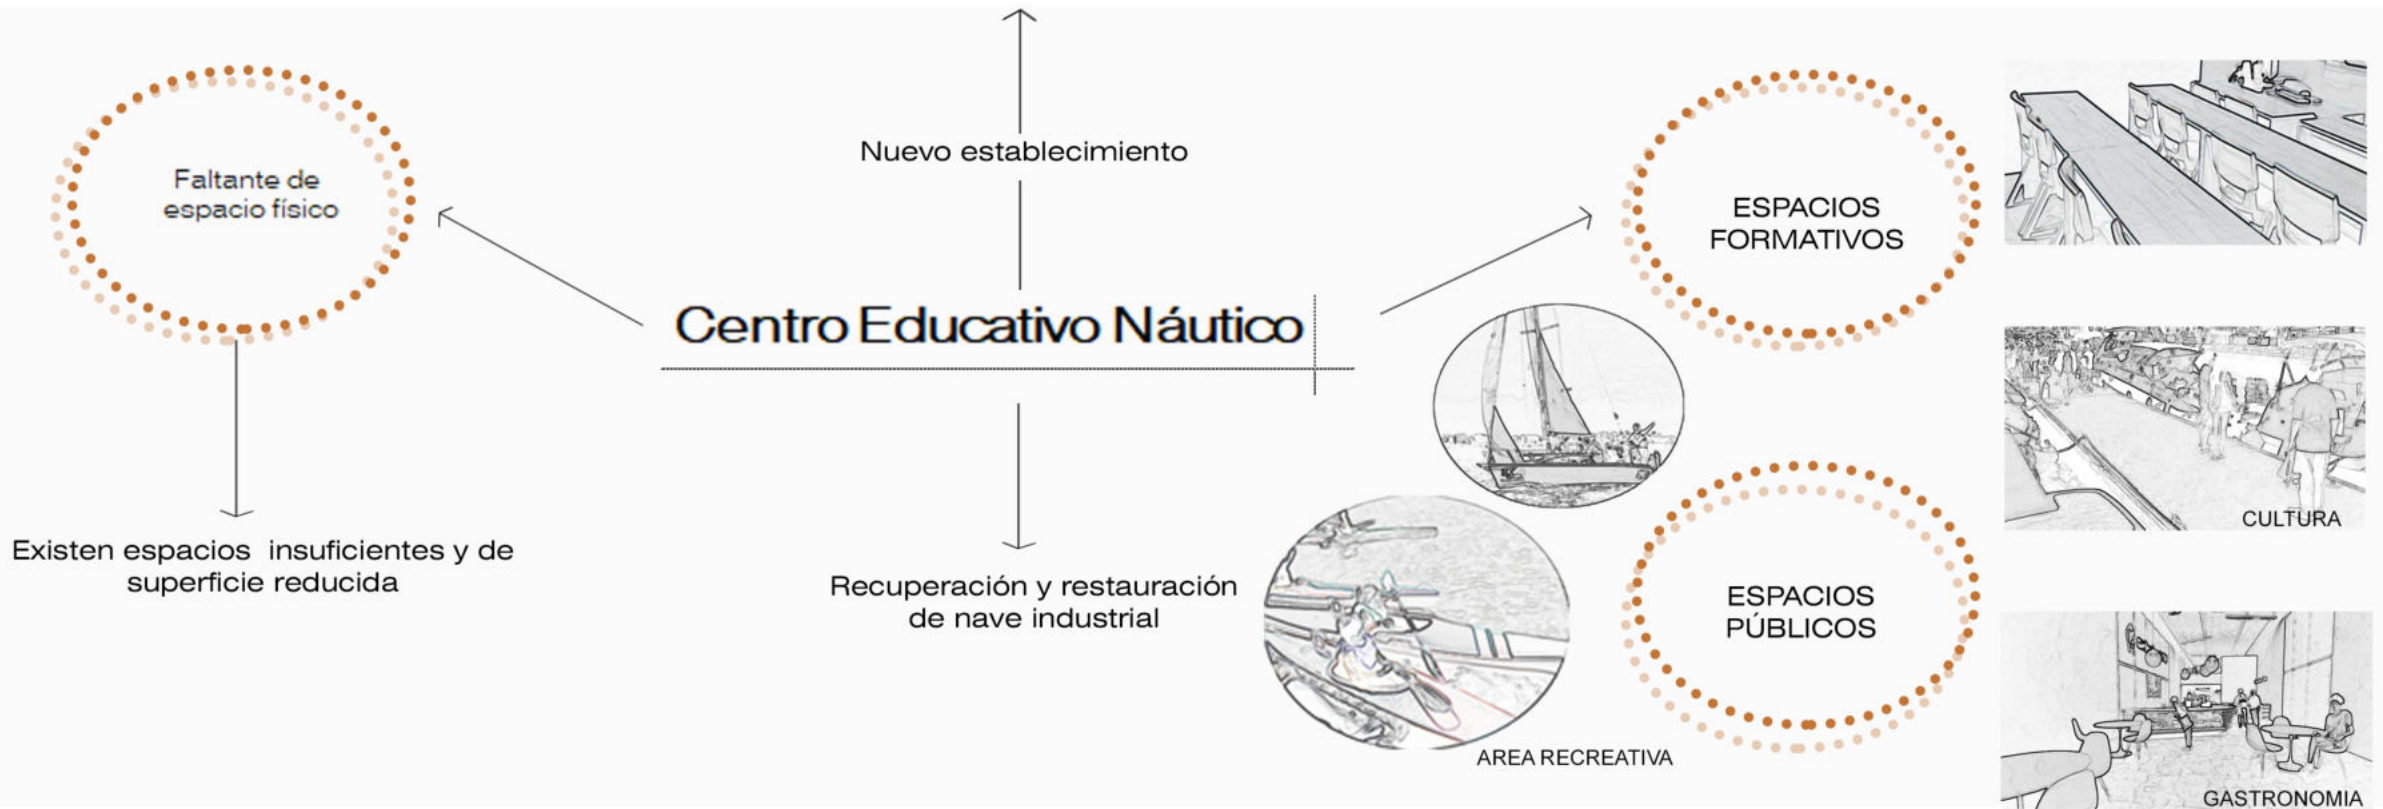 Nuevo establecimiento
Faltante de
espacio físico
ESPACIOS
FORMATIVOS
Centro Educativo Náutico
CULTURA
Existen espacios insuficientes y de
superficie reducida
Recuperación y restauración
de nave industrial
ESPACIOS
PÚBLICOS
AREA RECREATIVA
GASTRONOMIA